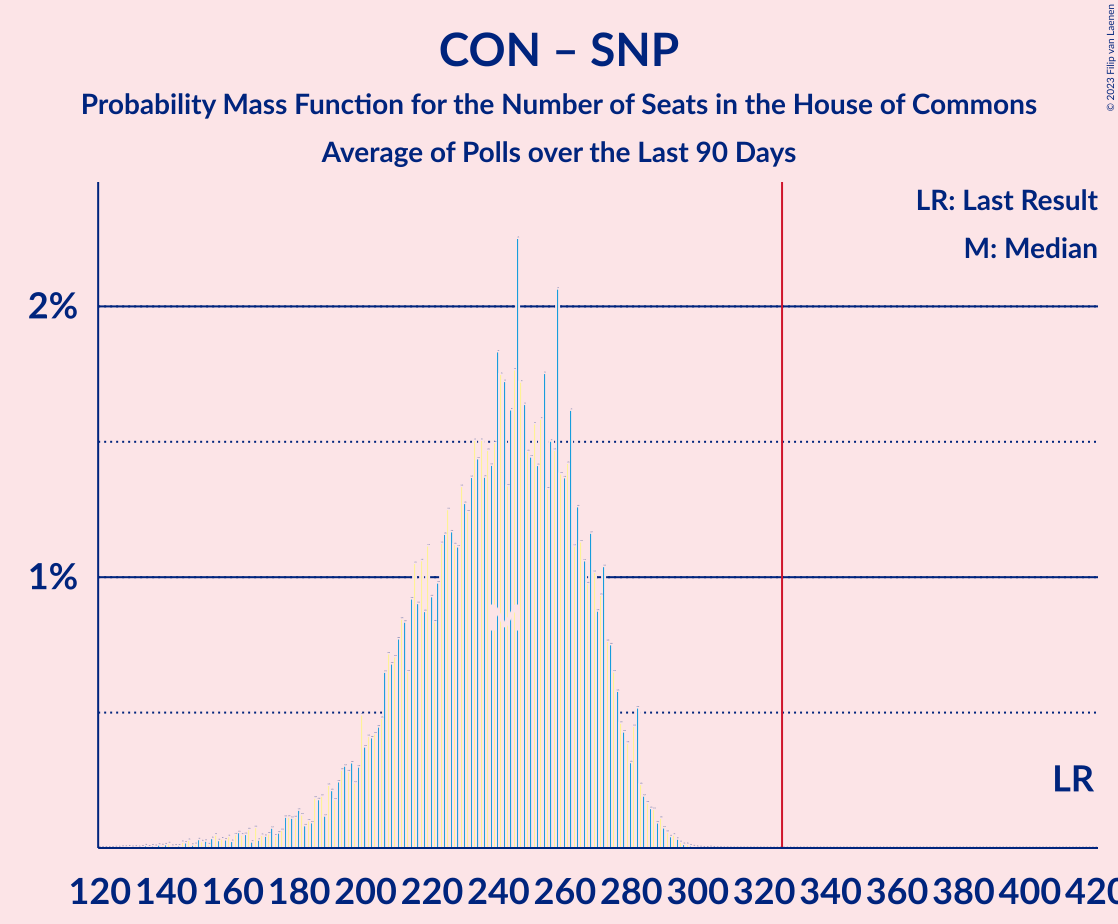 CON – SNP
Probability Mass Function for the Number of Seats in the House of Commons
Average of Polls over the Last 90 Days
© 2023 Filip van Laenen
LR: Last Result
M: Median
2%
1%
M
LR
120 140 160 180 200 220 240 260 280 300 320 340 360 380 400 420